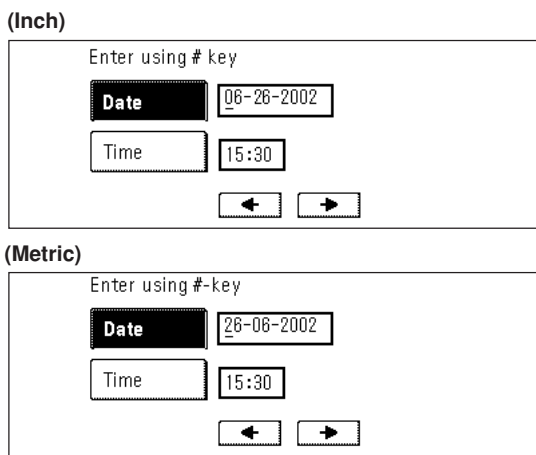 (Inch)
Enter using # key
Date 06-26-2002
Time 15:30
(Metric)
Enter using #-key
Date 26-06-2002
Time 15:30